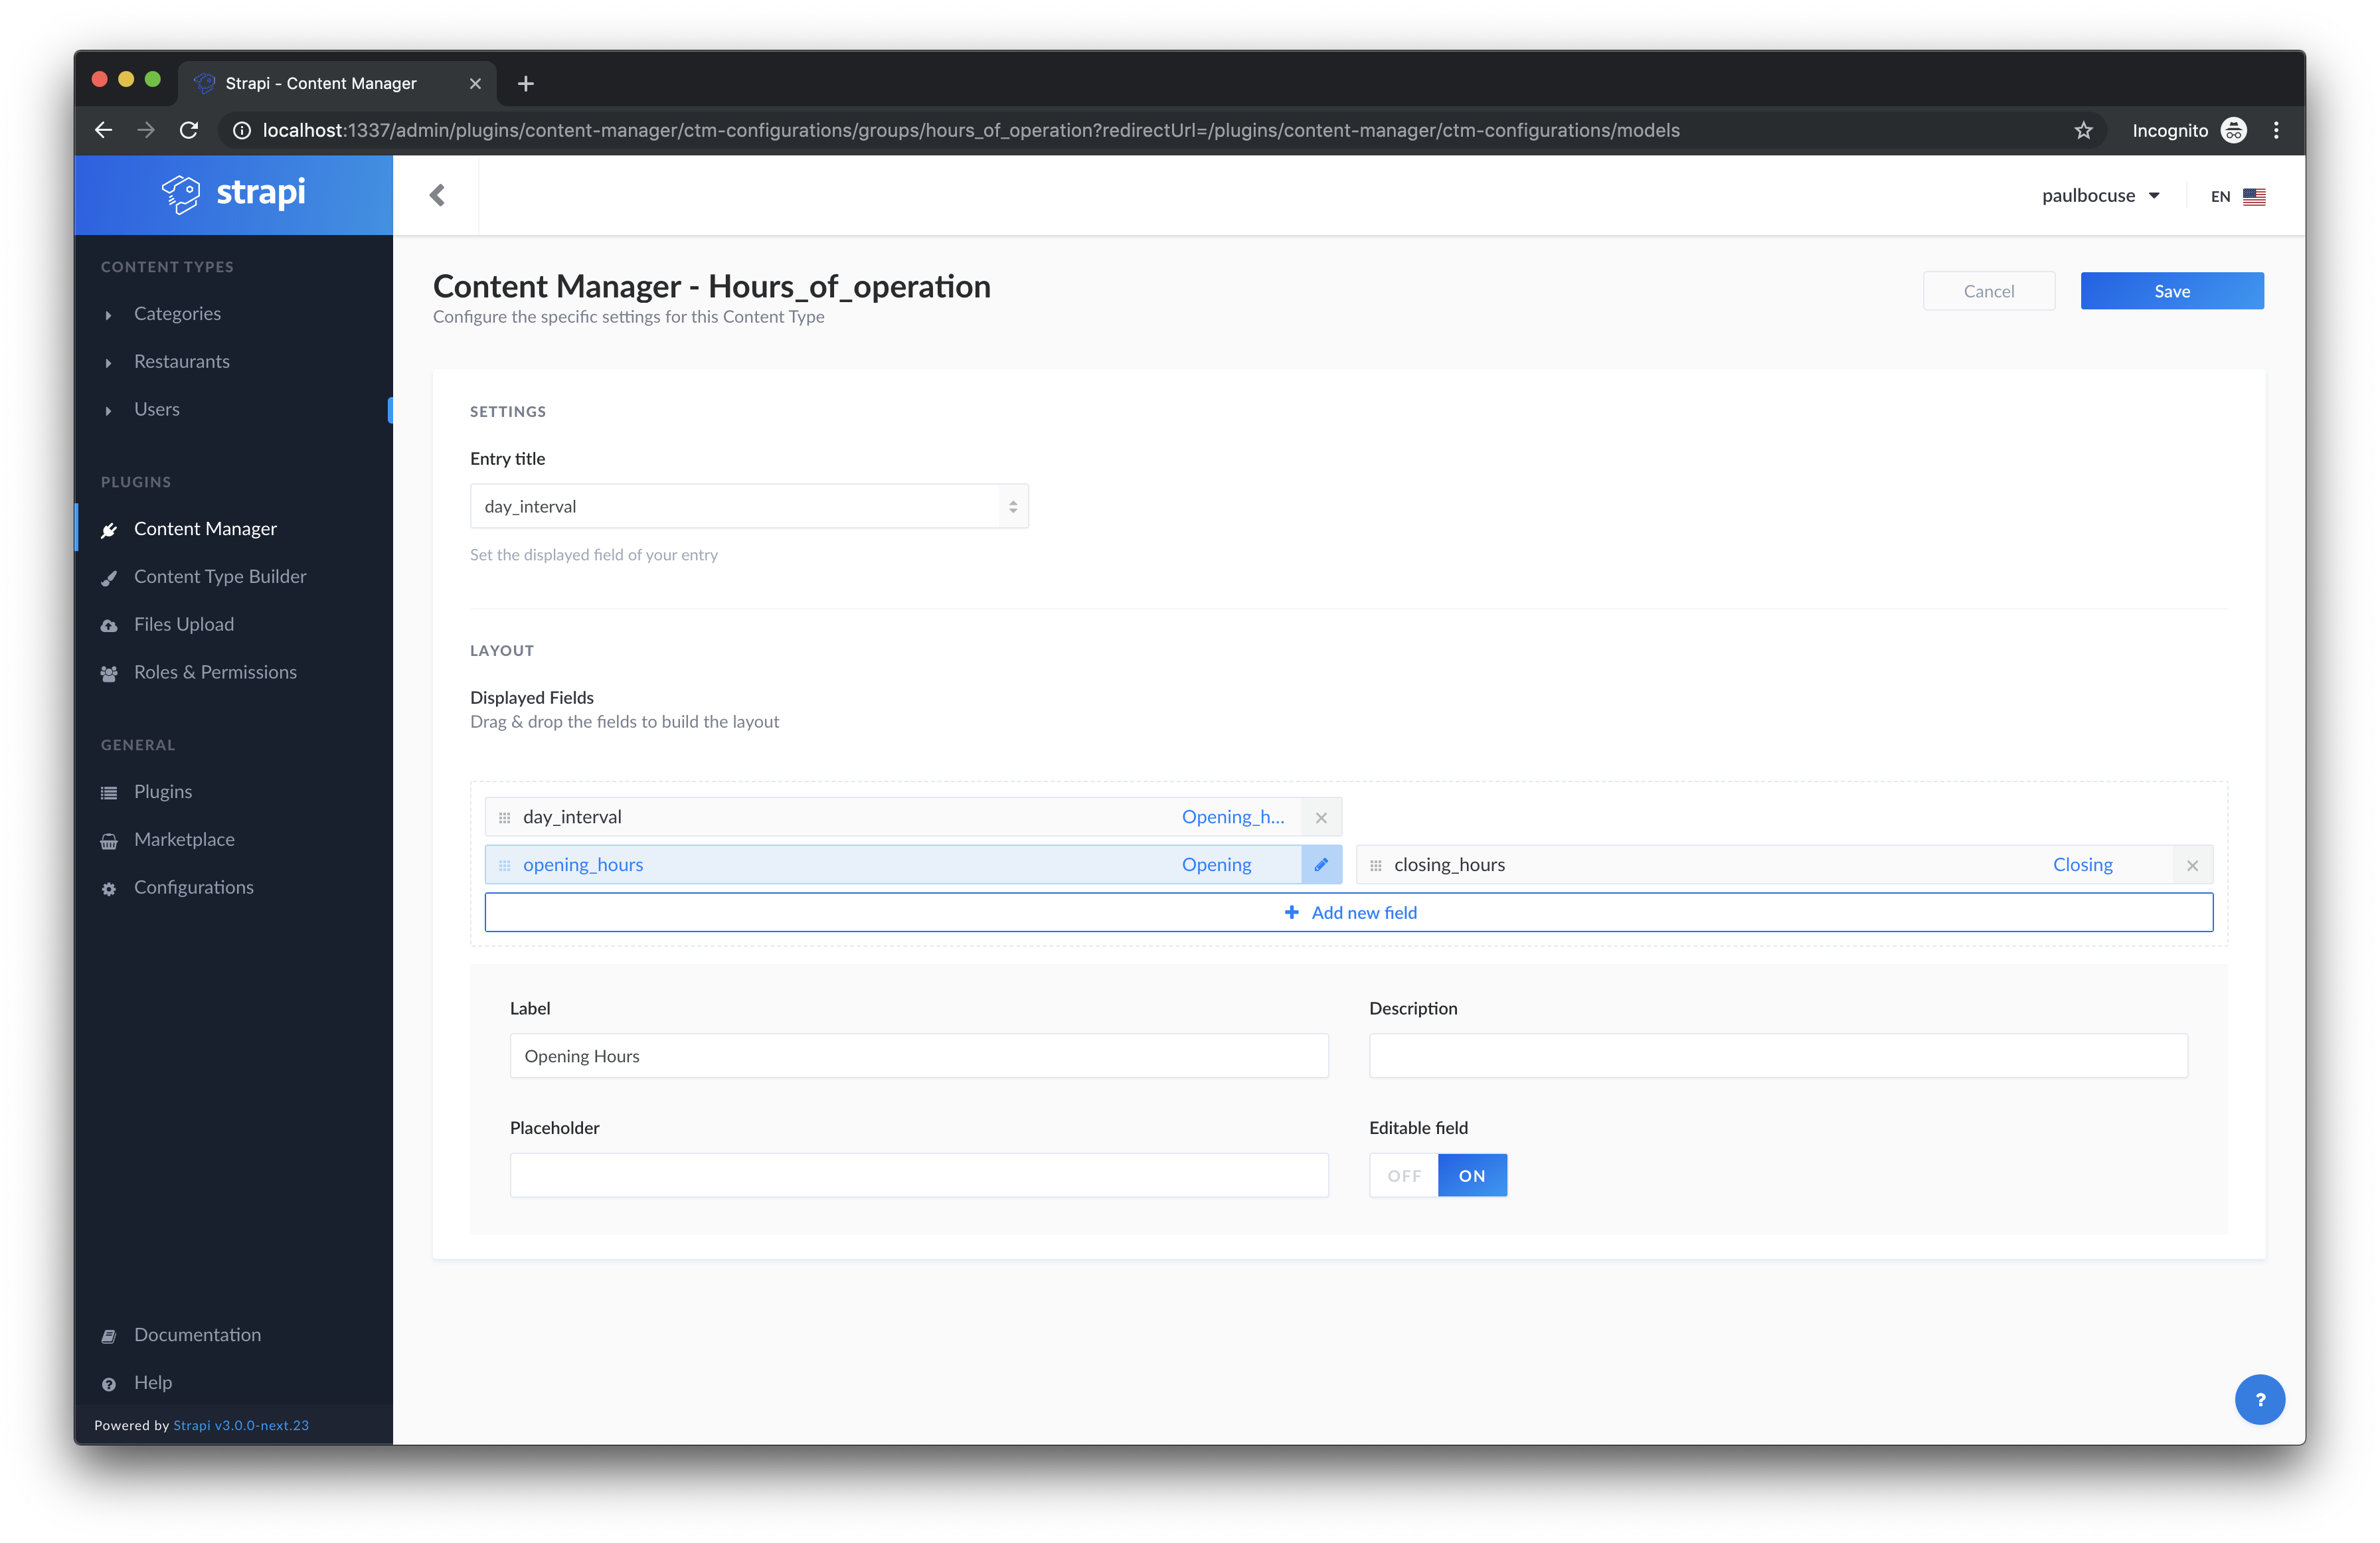 Strapi - Content Manager
localhost:1337/admin/plugins/content-manager/ctm-configurations/groups/hours_of_operation?redirectUrl=/plugins/content-manager/ctm-configurations/models
Incognito
strapi
paulbocuse
EN
CONTENT TYPES
Categories
Restaurants
Users
PLUGINS
Content Manager
Content Type Builder
Files Upload
Roles & Permissions
GENERAL
Plugins
Marketplace
Configurations
Documentation
Help
Powered by Strapi v3.0.0-next.23
Content Manager - Hours_of_operation
Configure the specific settings for this Content Type
Cancel
Save
SETTINGS
Entry title
day_interval
Set the displayed field of your entry
LAYOUT
Displayed Fields
Drag & drop the fields to build the layout
day_interval Opening_h...
opening_hours Opening
closing_hours Closing
Add new field
Label
Opening Hours
Description
Placeholder
Editable field
OFF ON
?